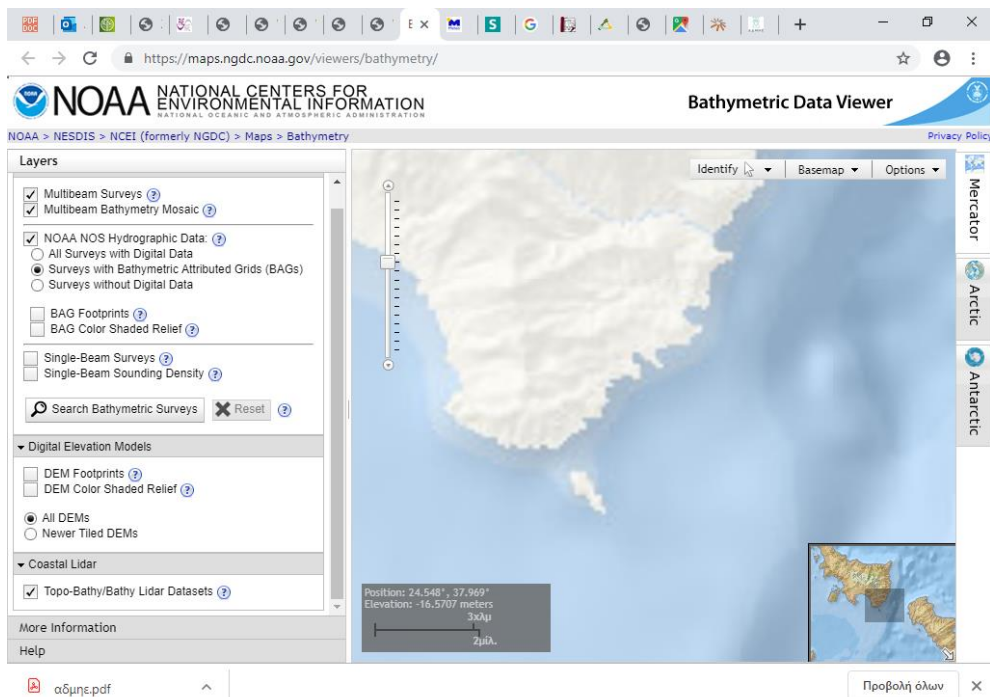 E
S
G
https://maps.ngdc.noaa.gov/viewers/bathymetry/
NOAA NATIONAL CENTERS FOR ENVIRONMENTAL INFORMATION
NATIONAL OCEANIC AND ATMOSPHERIC ADMINISTRATION
Bathymetric Data Viewer
NOAA > NESDIS > NCEI (formerly NGDC) > Maps > Bathymetry
Privacy Policy
Layers
Multibeam Surveys
Multibeam Bathymetry Mosaic
NOAA NOS Hydrographic Data:
All Surveys with Digital Data
Surveys with Bathymetric Attributed Grids (BAGs)
Surveys without Digital Data
BAG Footprints
BAG Color Shaded Relief
Single-Beam Surveys
Single-Beam Sounding Density
Search Bathymetric Surveys
Reset
Digital Elevation Models
DEM Footprints
DEM Color Shaded Relief
All DEMs
Newer Tiled DEMs
Coastal Lidar
Topo-Bathy/Bathy Lidar Datasets
More Information
Help
Identify
Basemap
Options
Mercator
Arctic
Antarctic
Position: 24.548°, 37.969°
Elevation: -16.5707 meters
3χλμ
2μίλ.
αδμηε.pdf
Προβολή όλων